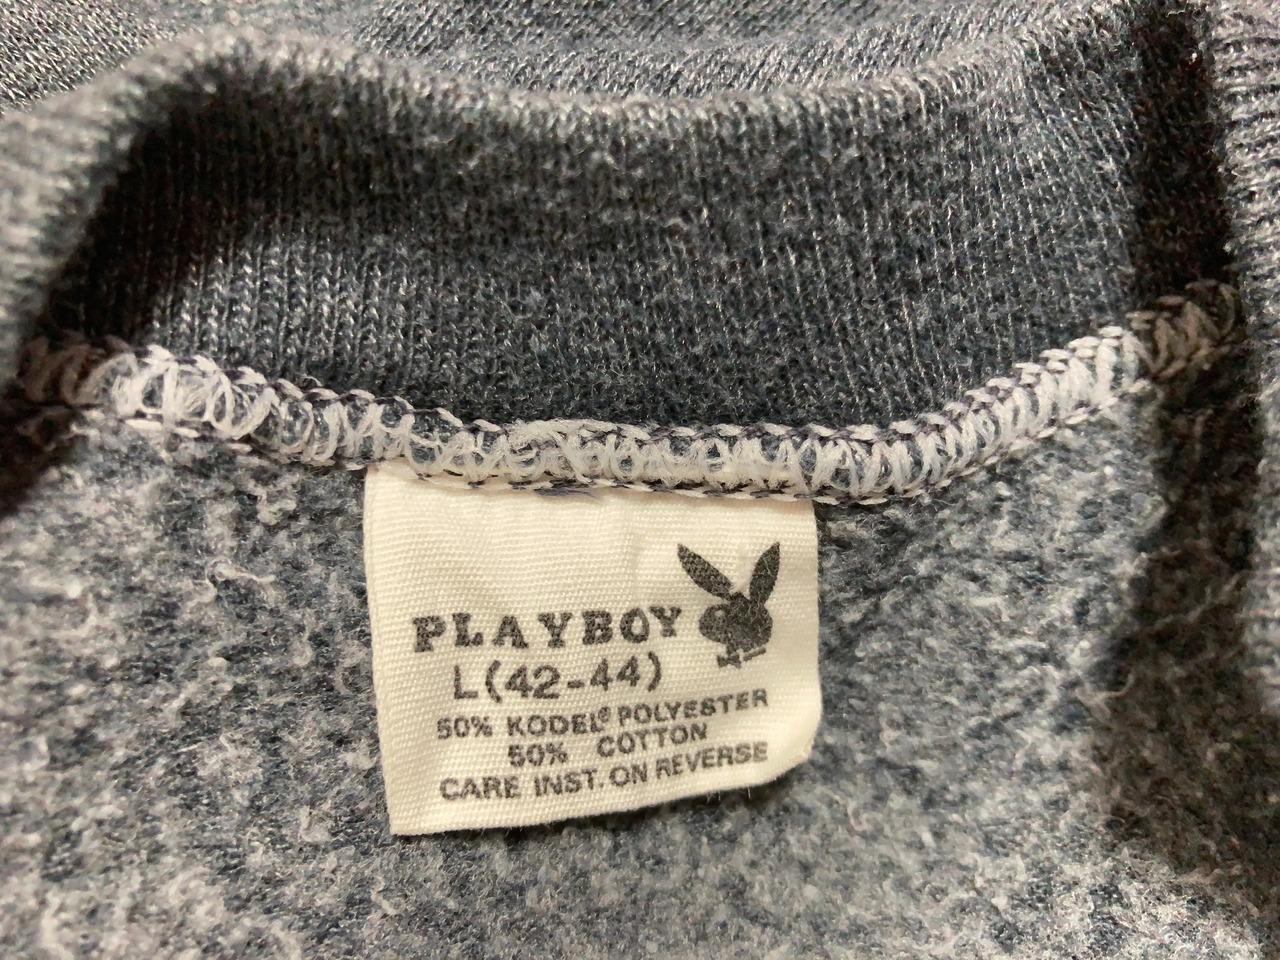 PLAYBOY
L(42-44)
50% KODEL® POLYESTER
50% COTTON
CARE INST. ON REVERSE